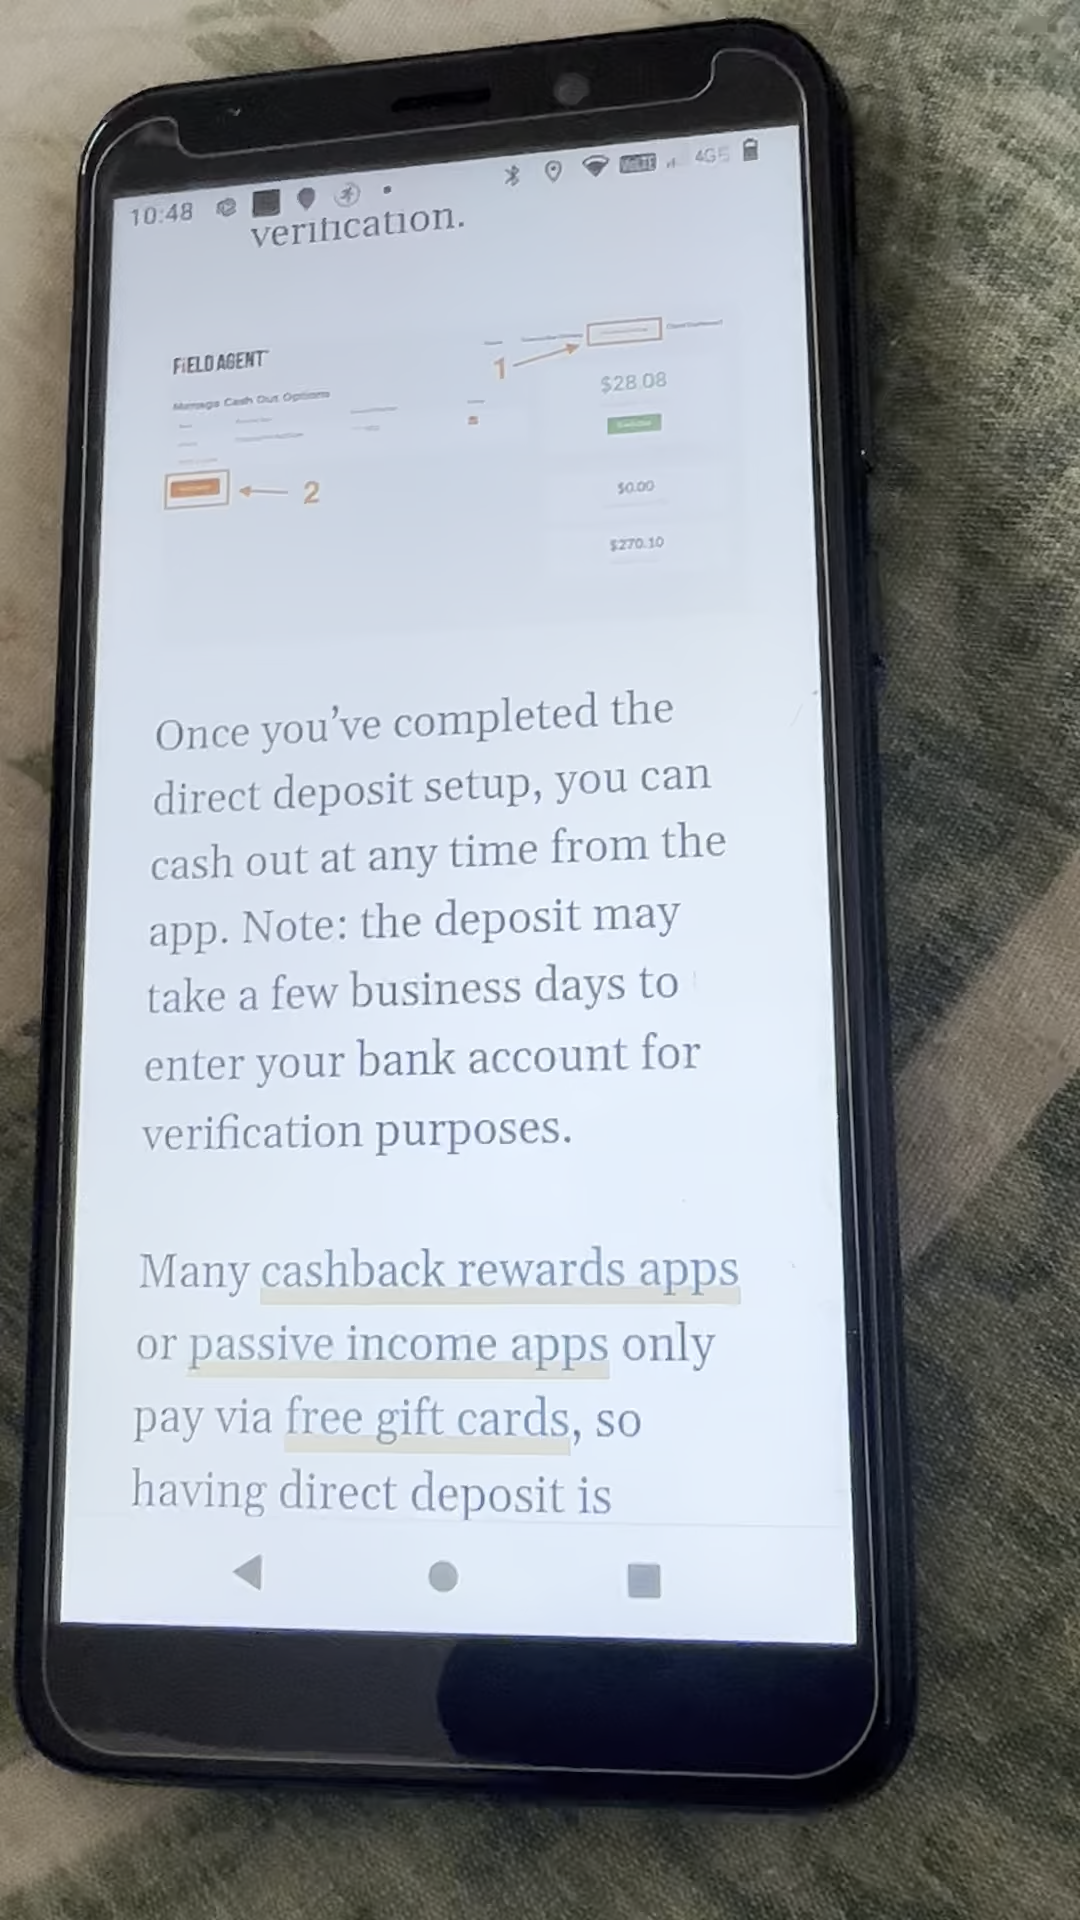 10:48
VoLTE
4G
verification.
FiELD AGENT
1
$28.08
Manage Cash Out Options
2
$0.00
$270.10
Once you've completed the
direct deposit setup, you can
cash out at any time from the
app. Note: the deposit may
take a few business days to
enter your bank account for
verification purposes.
Many cashback rewards apps
or passive income apps only
pay via free gift cards, so
having direct deposit is